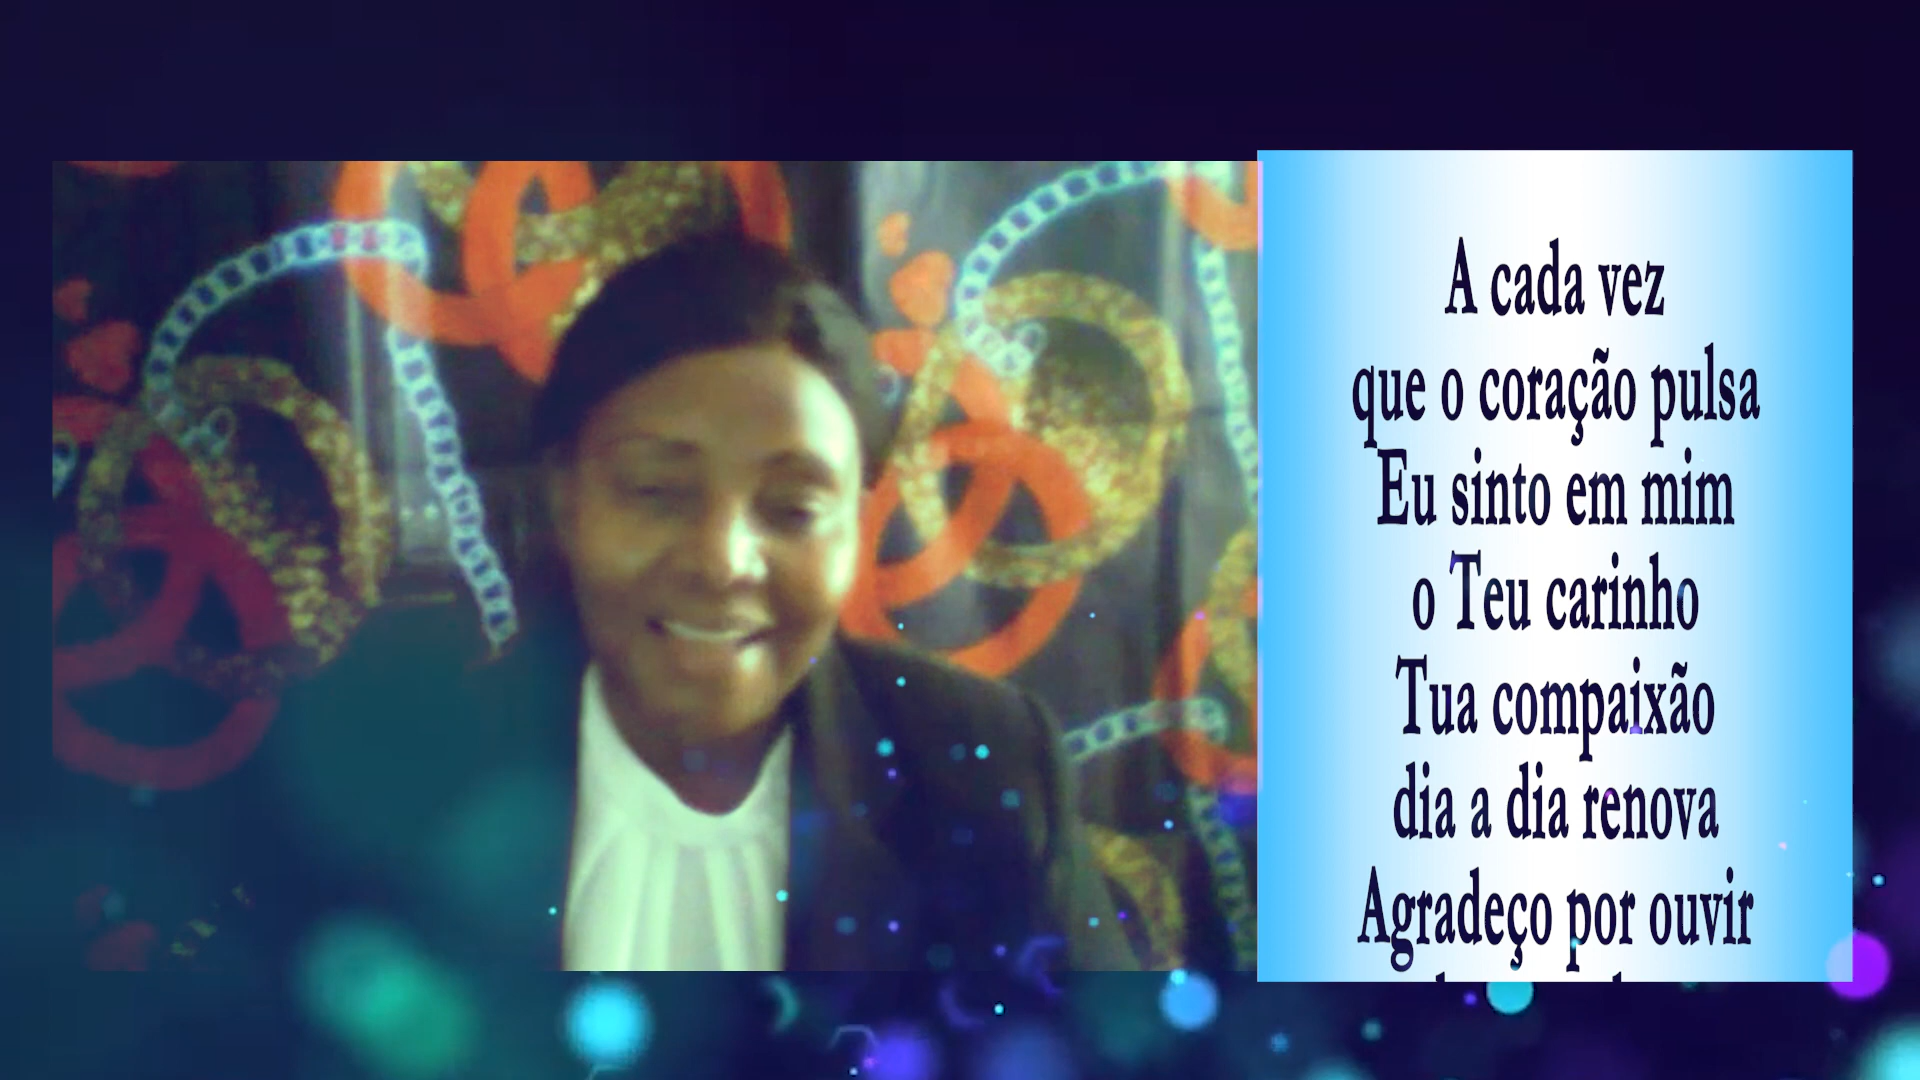 A cada vez
que o coração pulsa
Eu sinto em mim
o Teu carinho
Tua compaixão
dia a dia renova
Agradeço por ouvir